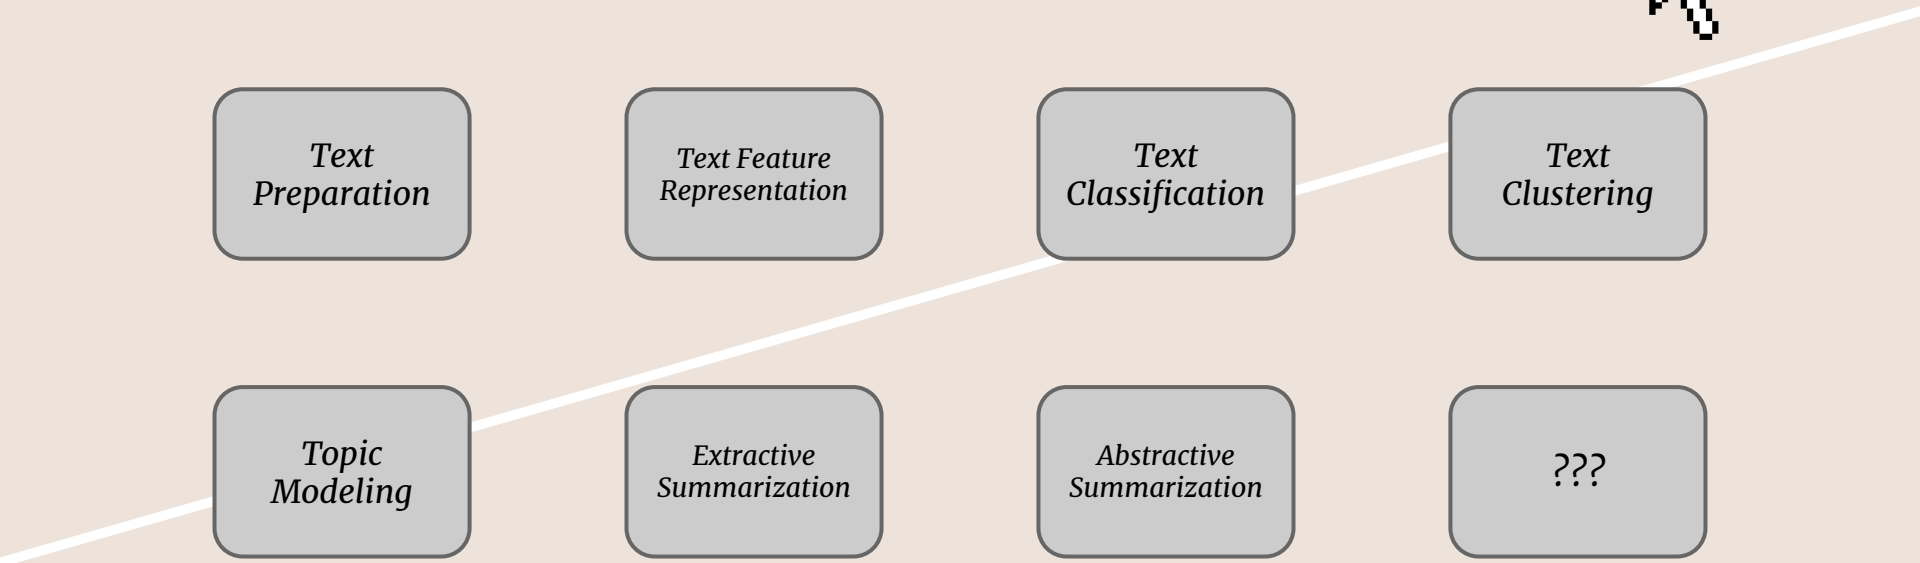 Text
Preparation
Text Feature
Representation
Text
Classification
Text
Clustering
Topic
Modeling
Extractive
Summarization
Abstractive
Summarization
???